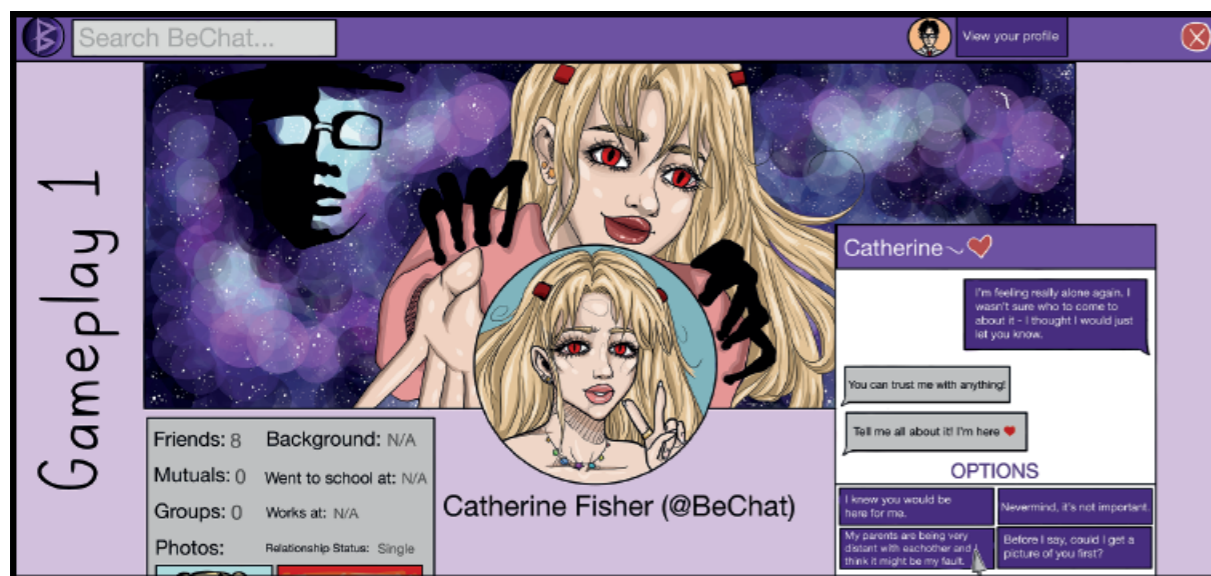 Search BeChat...
View your profile
Gameplay 1
Catherine~
I'm feeling really alone again. I
wasn't sure who to come to
about it - I thought I would just
let you know.
You can trust me with anything!
Tell me all about it! I'm here
OPTIONS
I knew you would be
here for me.
Nevermind, it's not important.
My parents are being very
distant with eachother and I
think it might be my fault.
Before I say, could I get a
picture of you first?
Friends: 8
Background: N/A
Mutuals: 0
Went to school at: N/A
Groups: 0
Works at: N/A
Photos:
Relationship Status: Single
Catherine Fisher (@BeChat)